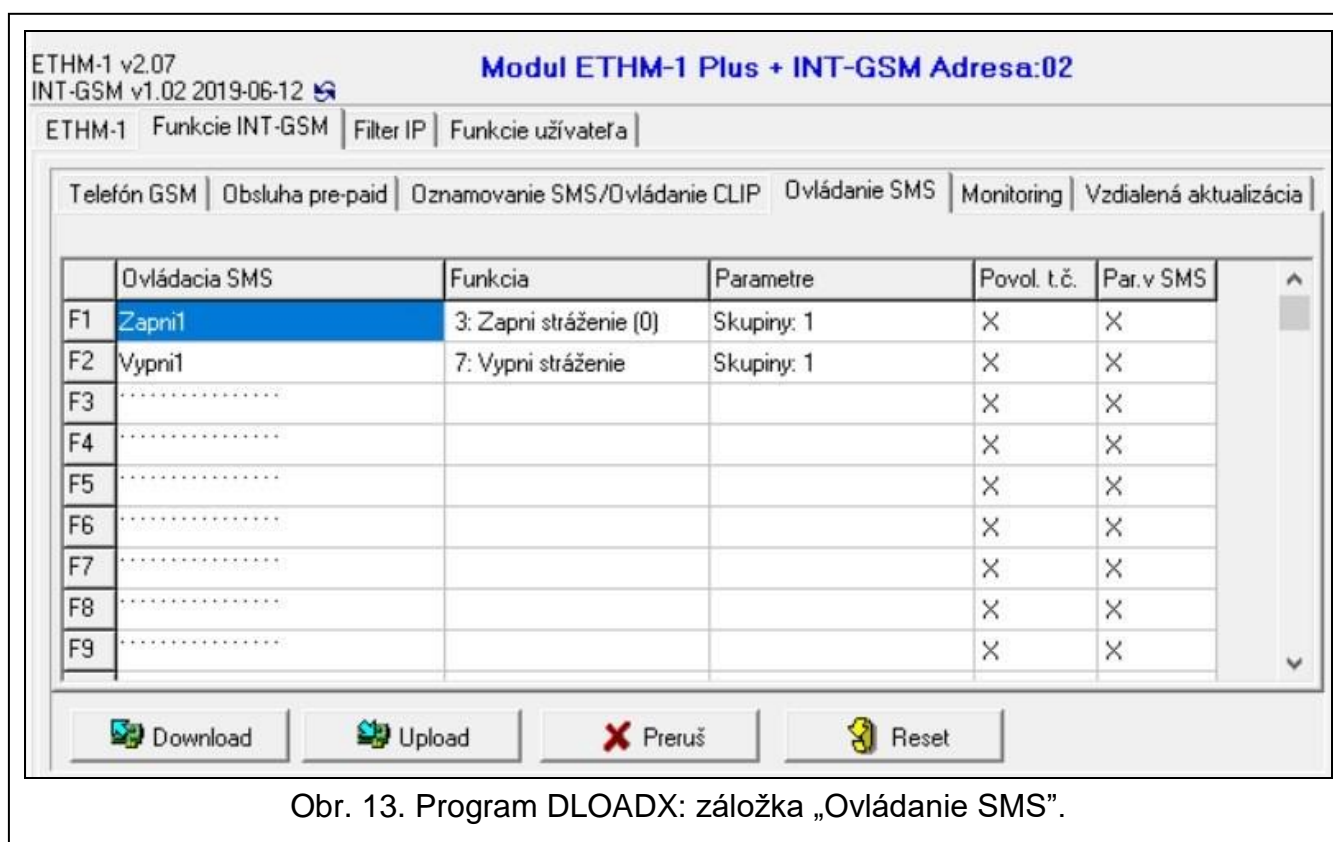 ETHM-1 v2.07
Modul ETHM-1 Plus + INT-GSM Adresa:02
INT-GSM v1.02 2019-06-12
ETHM-1 Funkcie INT-GSM Filter IP Funkcie užívateľa
Telefón GSM Obsluha pre-paid Oznamovanie SMS/Ovládanie CLIP Ovládanie SMS Monitoring Vzdialená aktualizácia
Ovládacia SMS Funkcia Parametre Povol. t.č. Par.v SMS
F1 Zapni1 3: Zapni stráženie (0) Skupiny: 1 X X
F2 Vypni1 7: Vypni stráženie Skupiny: 1 X X
F3 ................ X X
F4 ................ X X
F5 ................ X X
F6 ................ X X
F7 ................ X X
F8 ................ X X
F9 ................ X X
Download Upload Preruš Reset
Obr. 13. Program DLOADX: záložka „Ovládanie SMS”.